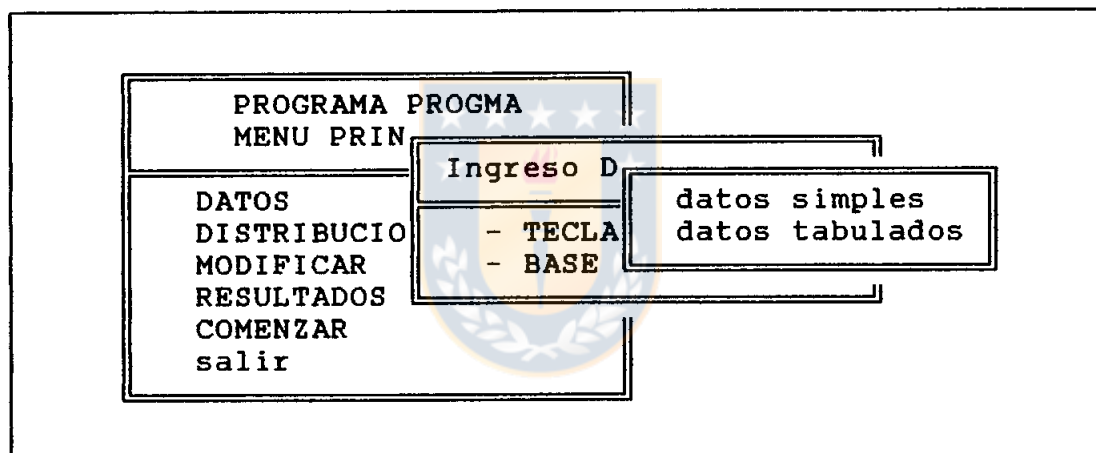 PROGRAMA PROGMA
MENU PRIN
DATOS
DISTRIBUCIO
MODIFICAR
RESULTADOS
COMENZAR
salir
Ingreso D
- TECLA
- BASE
datos simples
datos tabulados